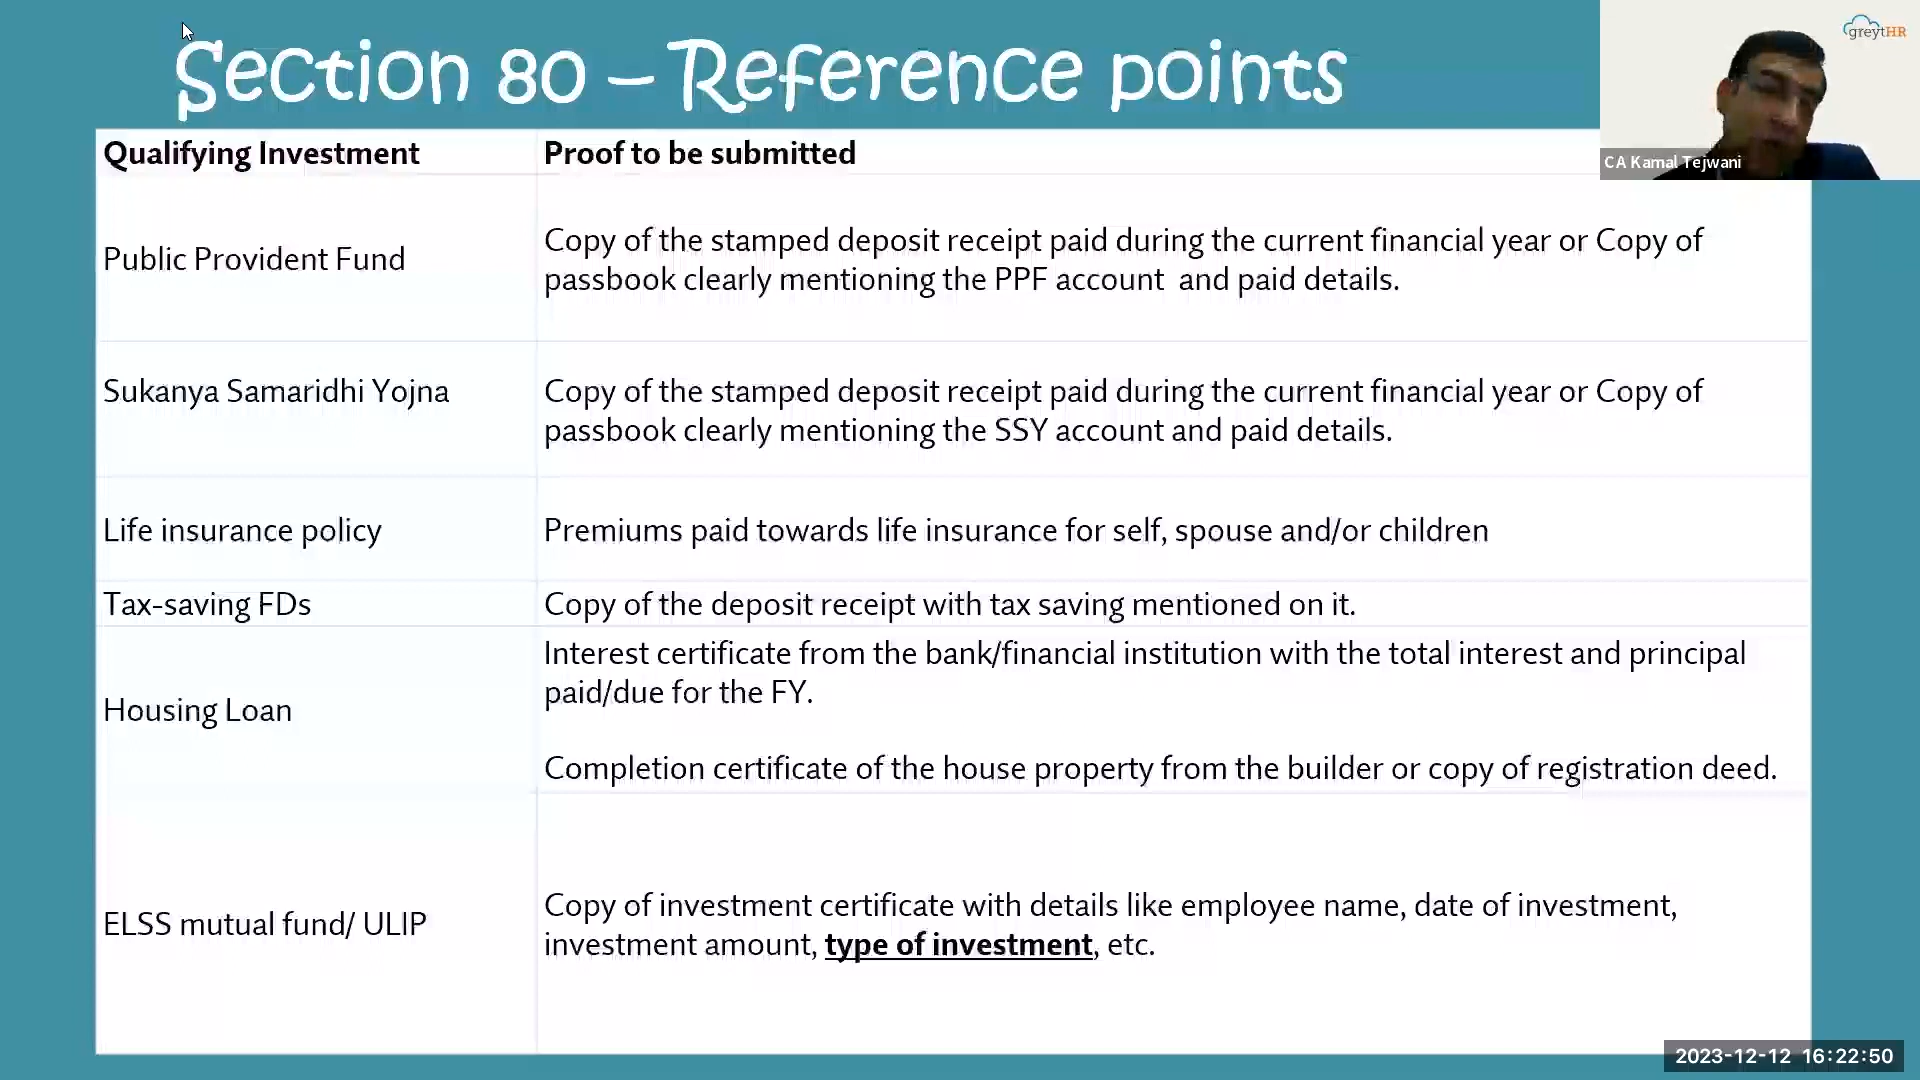 Section 80 – Reference points
greytHR
CA Kamal Tejwani
Qualifying Investment
Proof to be submitted
Public Provident Fund
Copy of the stamped deposit receipt paid during the current financial year or Copy of
passbook clearly mentioning the PPF account  and paid details.
Sukanya Samaridhi Yojna
Copy of the stamped deposit receipt paid during the current financial year or Copy of
passbook clearly mentioning the SSY account and paid details.
Life insurance policy
Premiums paid towards life insurance for self, spouse and/or children
Tax-saving FDs
Copy of the deposit receipt with tax saving mentioned on it.
Housing Loan
Interest certificate from the bank/financial institution with the total interest and principal
paid/due for the FY.
Completion certificate of the house property from the builder or copy of registration deed.
ELSS mutual fund/ ULIP
Copy of investment certificate with details like employee name, date of investment,
investment amount, type of investment, etc.
2023-12-12 16:22:50